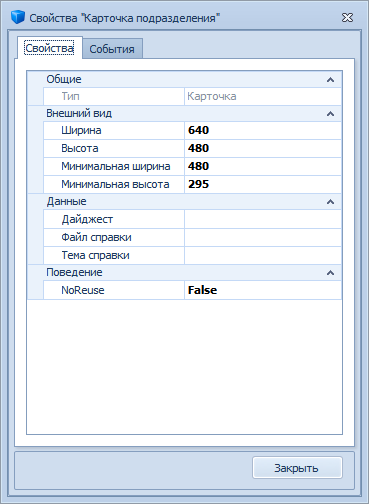 Свойства "Карточка подразделения"
Свойства События
Общие
Тип Карточка
Внешний вид
Ширина 640
Высота 480
Минимальная ширина 480
Минимальная высота 295
Данные
Дайджест
Файл справки
Тема справки
Поведение
NoReuse False
Закрыть